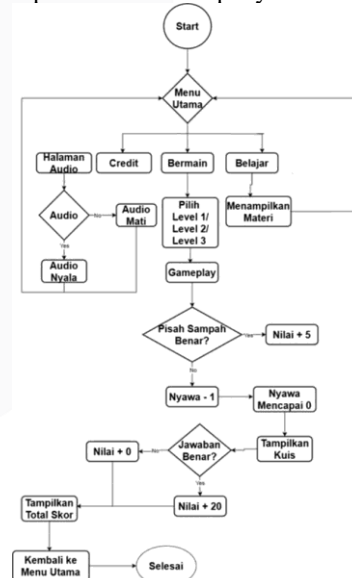 Start
Menu
Utama
Halaman
Audio
Credit
Bermain
Belajar
Audio
No
Audio
Mati
Yes
Audio
Nyala
Pilih
Level 1/
Level 2/
Level 3
Menampilkan
Materi
Gameplay
Pisah Sampah
Benar?
Yes
Nilai + 5
No
Nyawa - 1
Nyawa
Mencapai 0
Tampilkan
Kuis
Jawaban
Benar?
No
Nilai + 0
Yes
Nilai + 20
Tampilkan
Total Skor
Kembali ke
Menu Utama
Selesai